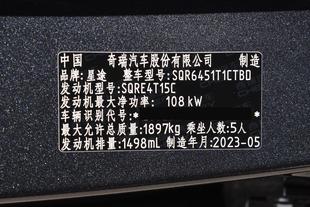 中国 奇瑞汽车股份有限公司 制造
品牌:星途 整车型号:SQR6451T1CTBD
发动机型号:SQRE4T15C
发动机最大净功率: 108kW
车辆识别代号:* *
最大允许总质量:1897kg 乘坐人数:5人
发动机排量:1498mL 制造年月:2023-05